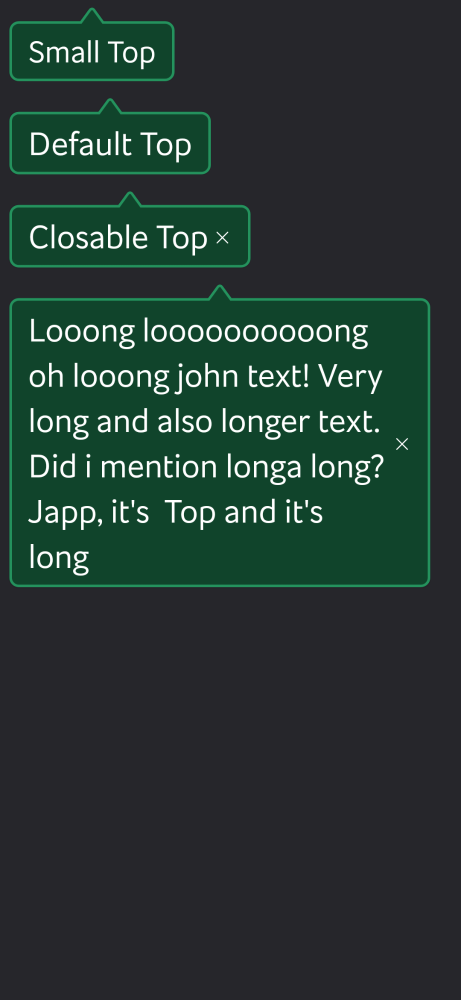 Small Top
Default Top
Closable Top ×
Looong loooooooooong
oh looong john text! Very
long and also longer text.
Did i mention longa long?
Japp, it's  Top and it's
long
×